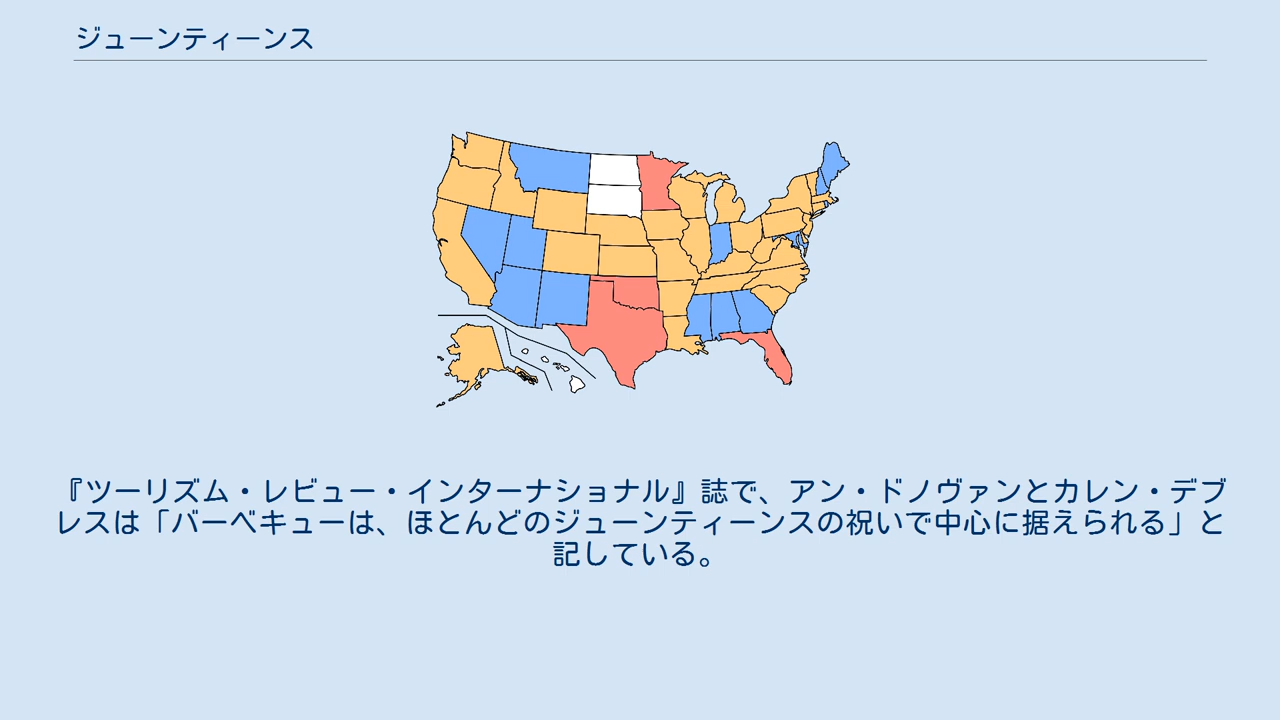 ジューンティーンス
『ツーリズム・レビュー・インターナショナル』誌で、アン・ドノヴァンとカレン・デブ
レスは「バーベキューは、ほとんどのジューンティーンスの祝いで中心に据えられる」と
記している。